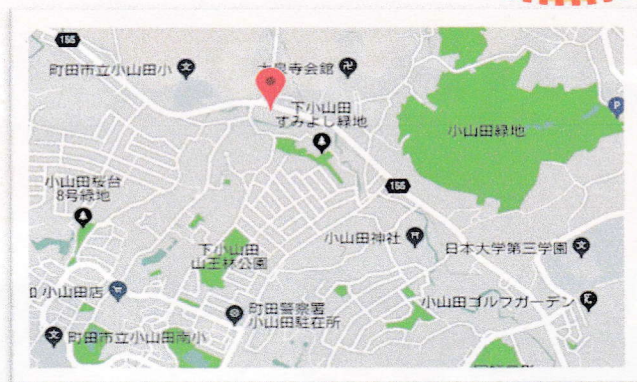 155
町田市立小山田小
大泉寺会館
下小山田
すみよし緑地
小山田緑地
P
小山田桜台
8号緑地
155
小山田神社
日本大学第三学園
下小山田
山王林公園
小山田店
小山田ゴルフガーデン
町田警察署
小山田駐在所
町田市立小山田南小